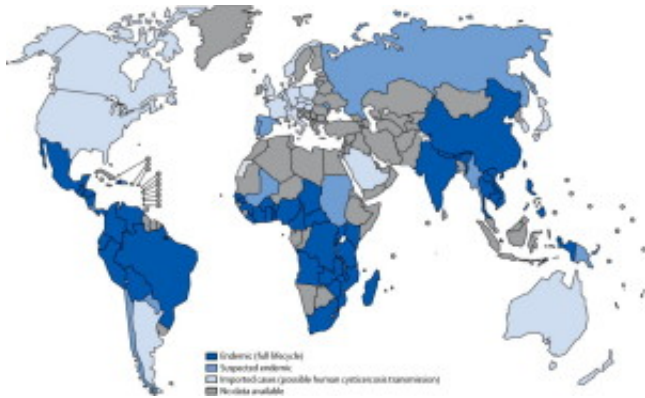 Endemic (full lifecycle)
Suspected endemic
Imported cases (possible human cysticercosis transmission)
No data available